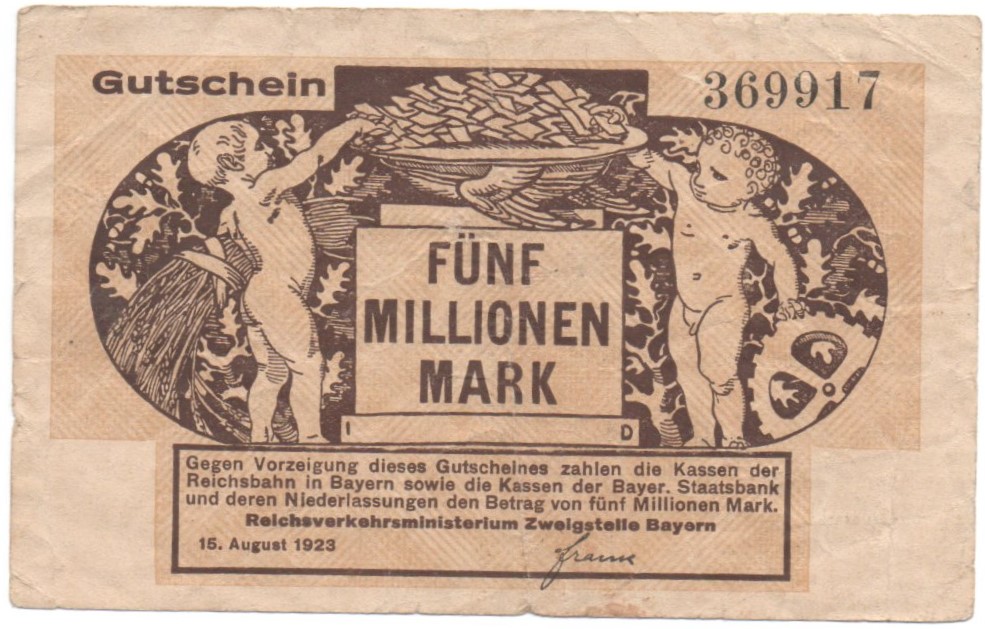 Gutschein
369917
FÜNF
MILLIONEN
MARK
I D
Gegen Vorzeigung dieses Gutscheines zahlen die Kassen der
Reichsbahn in Bayern sowie die Kassen der Bayer. Staatsbank
und deren Niederlassungen den Betrag von fünf Millionen Mark.
Reichsverkehrsministerium Zweigstelle Bayern
15. August 1923